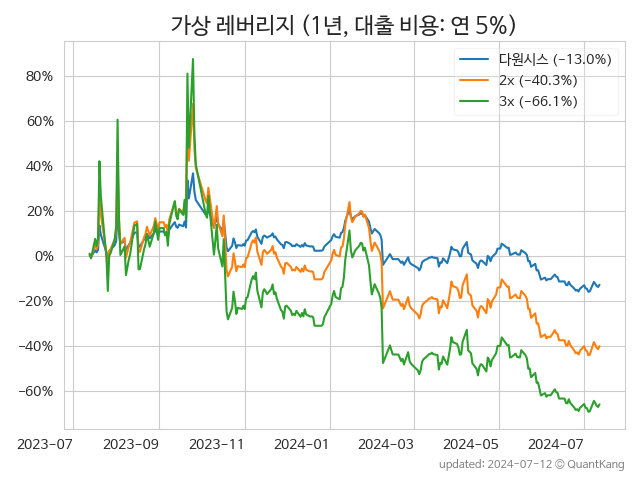 가상 레버리지 (1년, 대출 비용: 연 5%)
다원시스 (-13.0%)
2x (-40.3%)
3x (-66.1%)
80%
60%
40%
20%
0%
−20%
−40%
−60%
2023-07 2023-09 2023-11 2024-01 2024-03 2024-05 2024-07
updated: 2024-07-12 © QuantKang